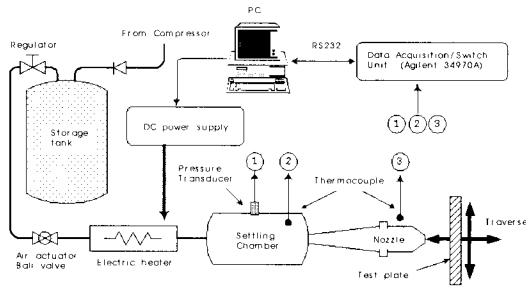 PC
From Compressor
Regulator
RS232
Data Acquisition/Switch
Unit (Agilent 34970A)
Storage
tank
DC power supply
1 2 3
Pressure
Transducer
1
2
Thermocouple
3
Settling
Chamber
Nozzle
Traverse
Air actuator
Ball valve
Electric heater
Test plate